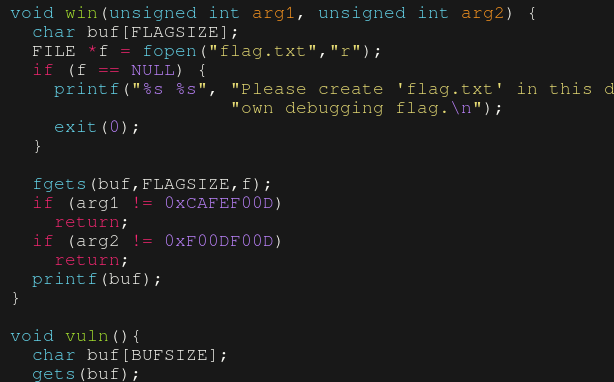 void win(unsigned int arg1, unsigned int arg2) {
  char buf[FLAGSIZE];
  FILE *f = fopen("flag.txt","r");
  if (f == NULL) {
    printf("%s %s", "Please create 'flag.txt' in this d
                    "own debugging flag.\n");
    exit(0);
  }

  fgets(buf,FLAGSIZE,f);
  if (arg1 != 0xCAFEF00D)
    return;
  if (arg2 != 0xF00DF00D)
    return;
  printf(buf);
}

void vuln(){
  char buf[BUFSIZE];
  gets(buf);